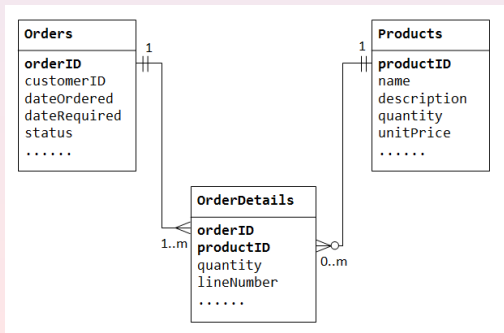 Orders
orderID
customerID
dateOrdered
dateRequired
status
......
1
1
Products
productID
name
description
quantity
unitPrice
......
OrderDetails
orderID
productID
quantity
lineNumber
......
1..m
0..m